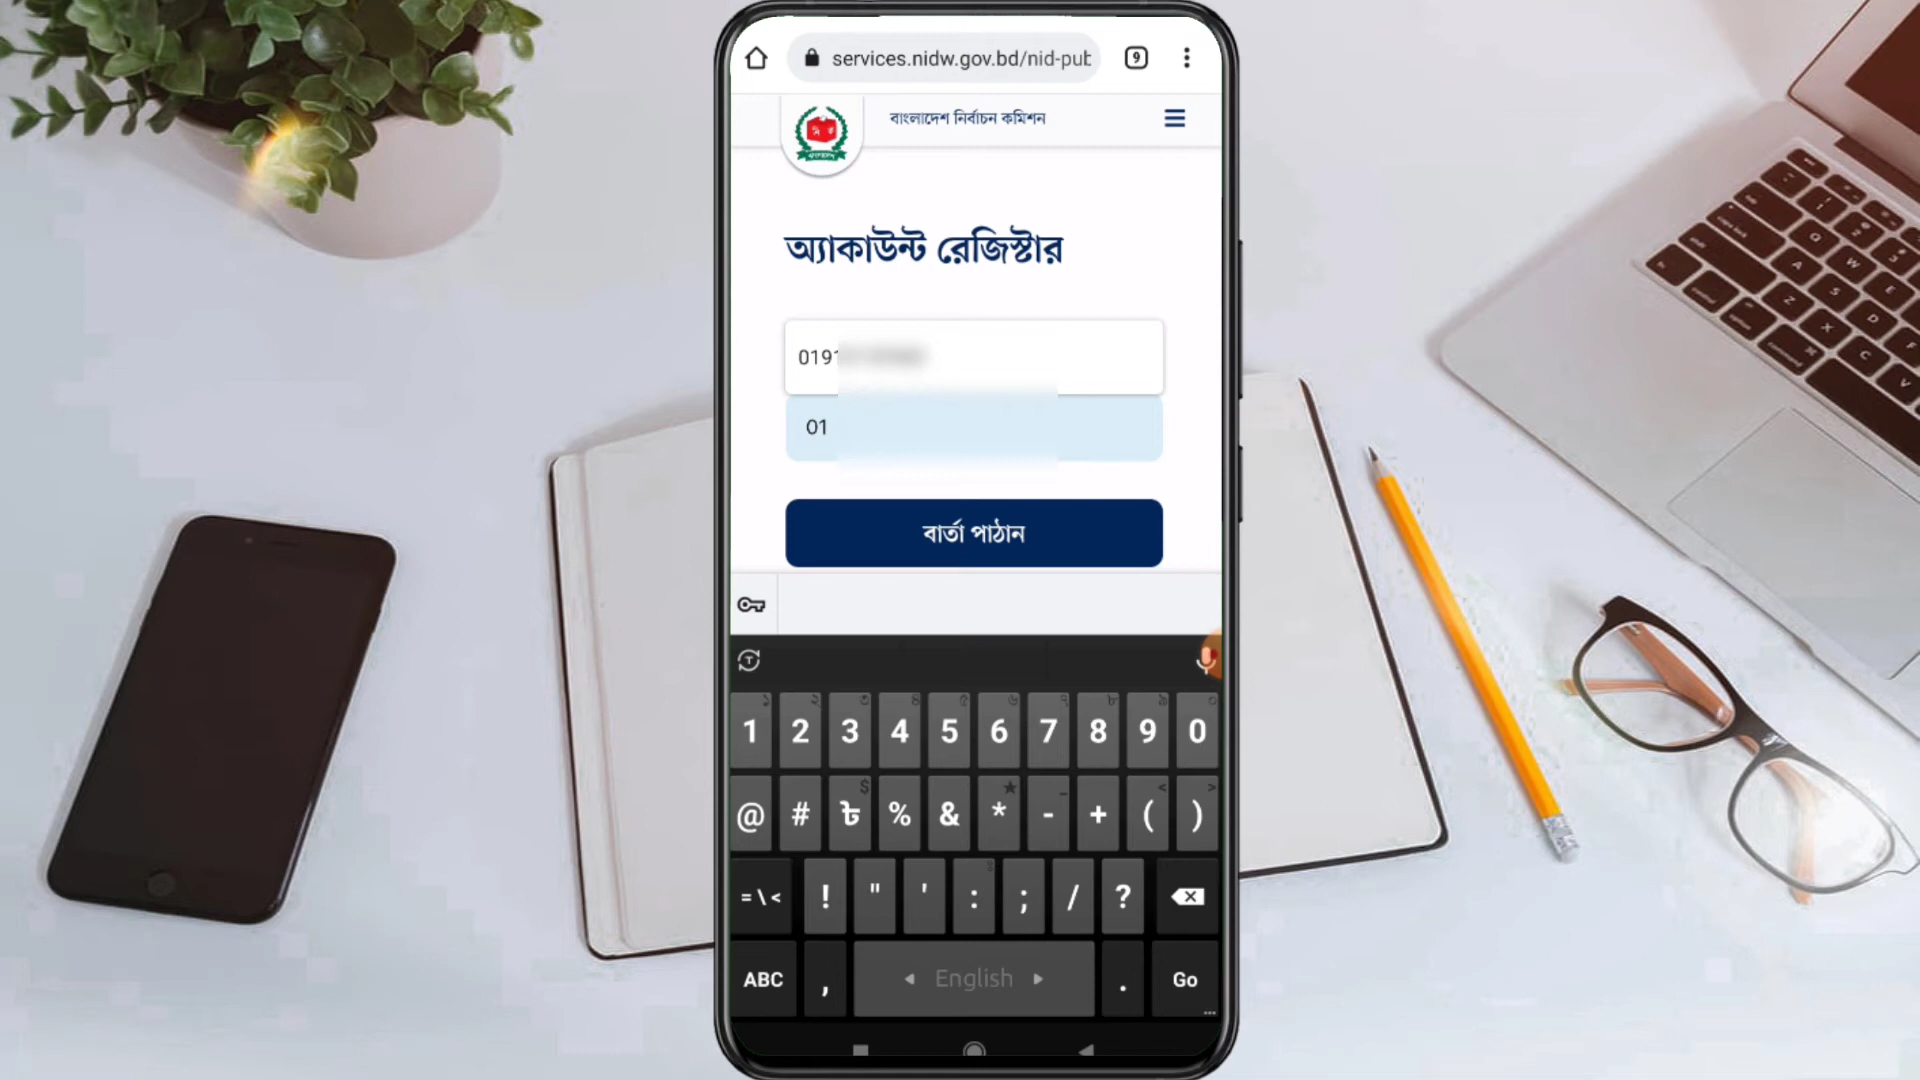 services.nidw.gov.bd/nid-pub
9
বাংলাদেশ নির্বাচন কমিশন
অ্যাকাউন্ট রেজিস্টার
019
01
বার্তা পাঠান
1 2 3 4 5 6 7 8 9 0
@ # ৳ % & * - + ( )
= \ < ! " ' : ; / ?
ABC , English . Go